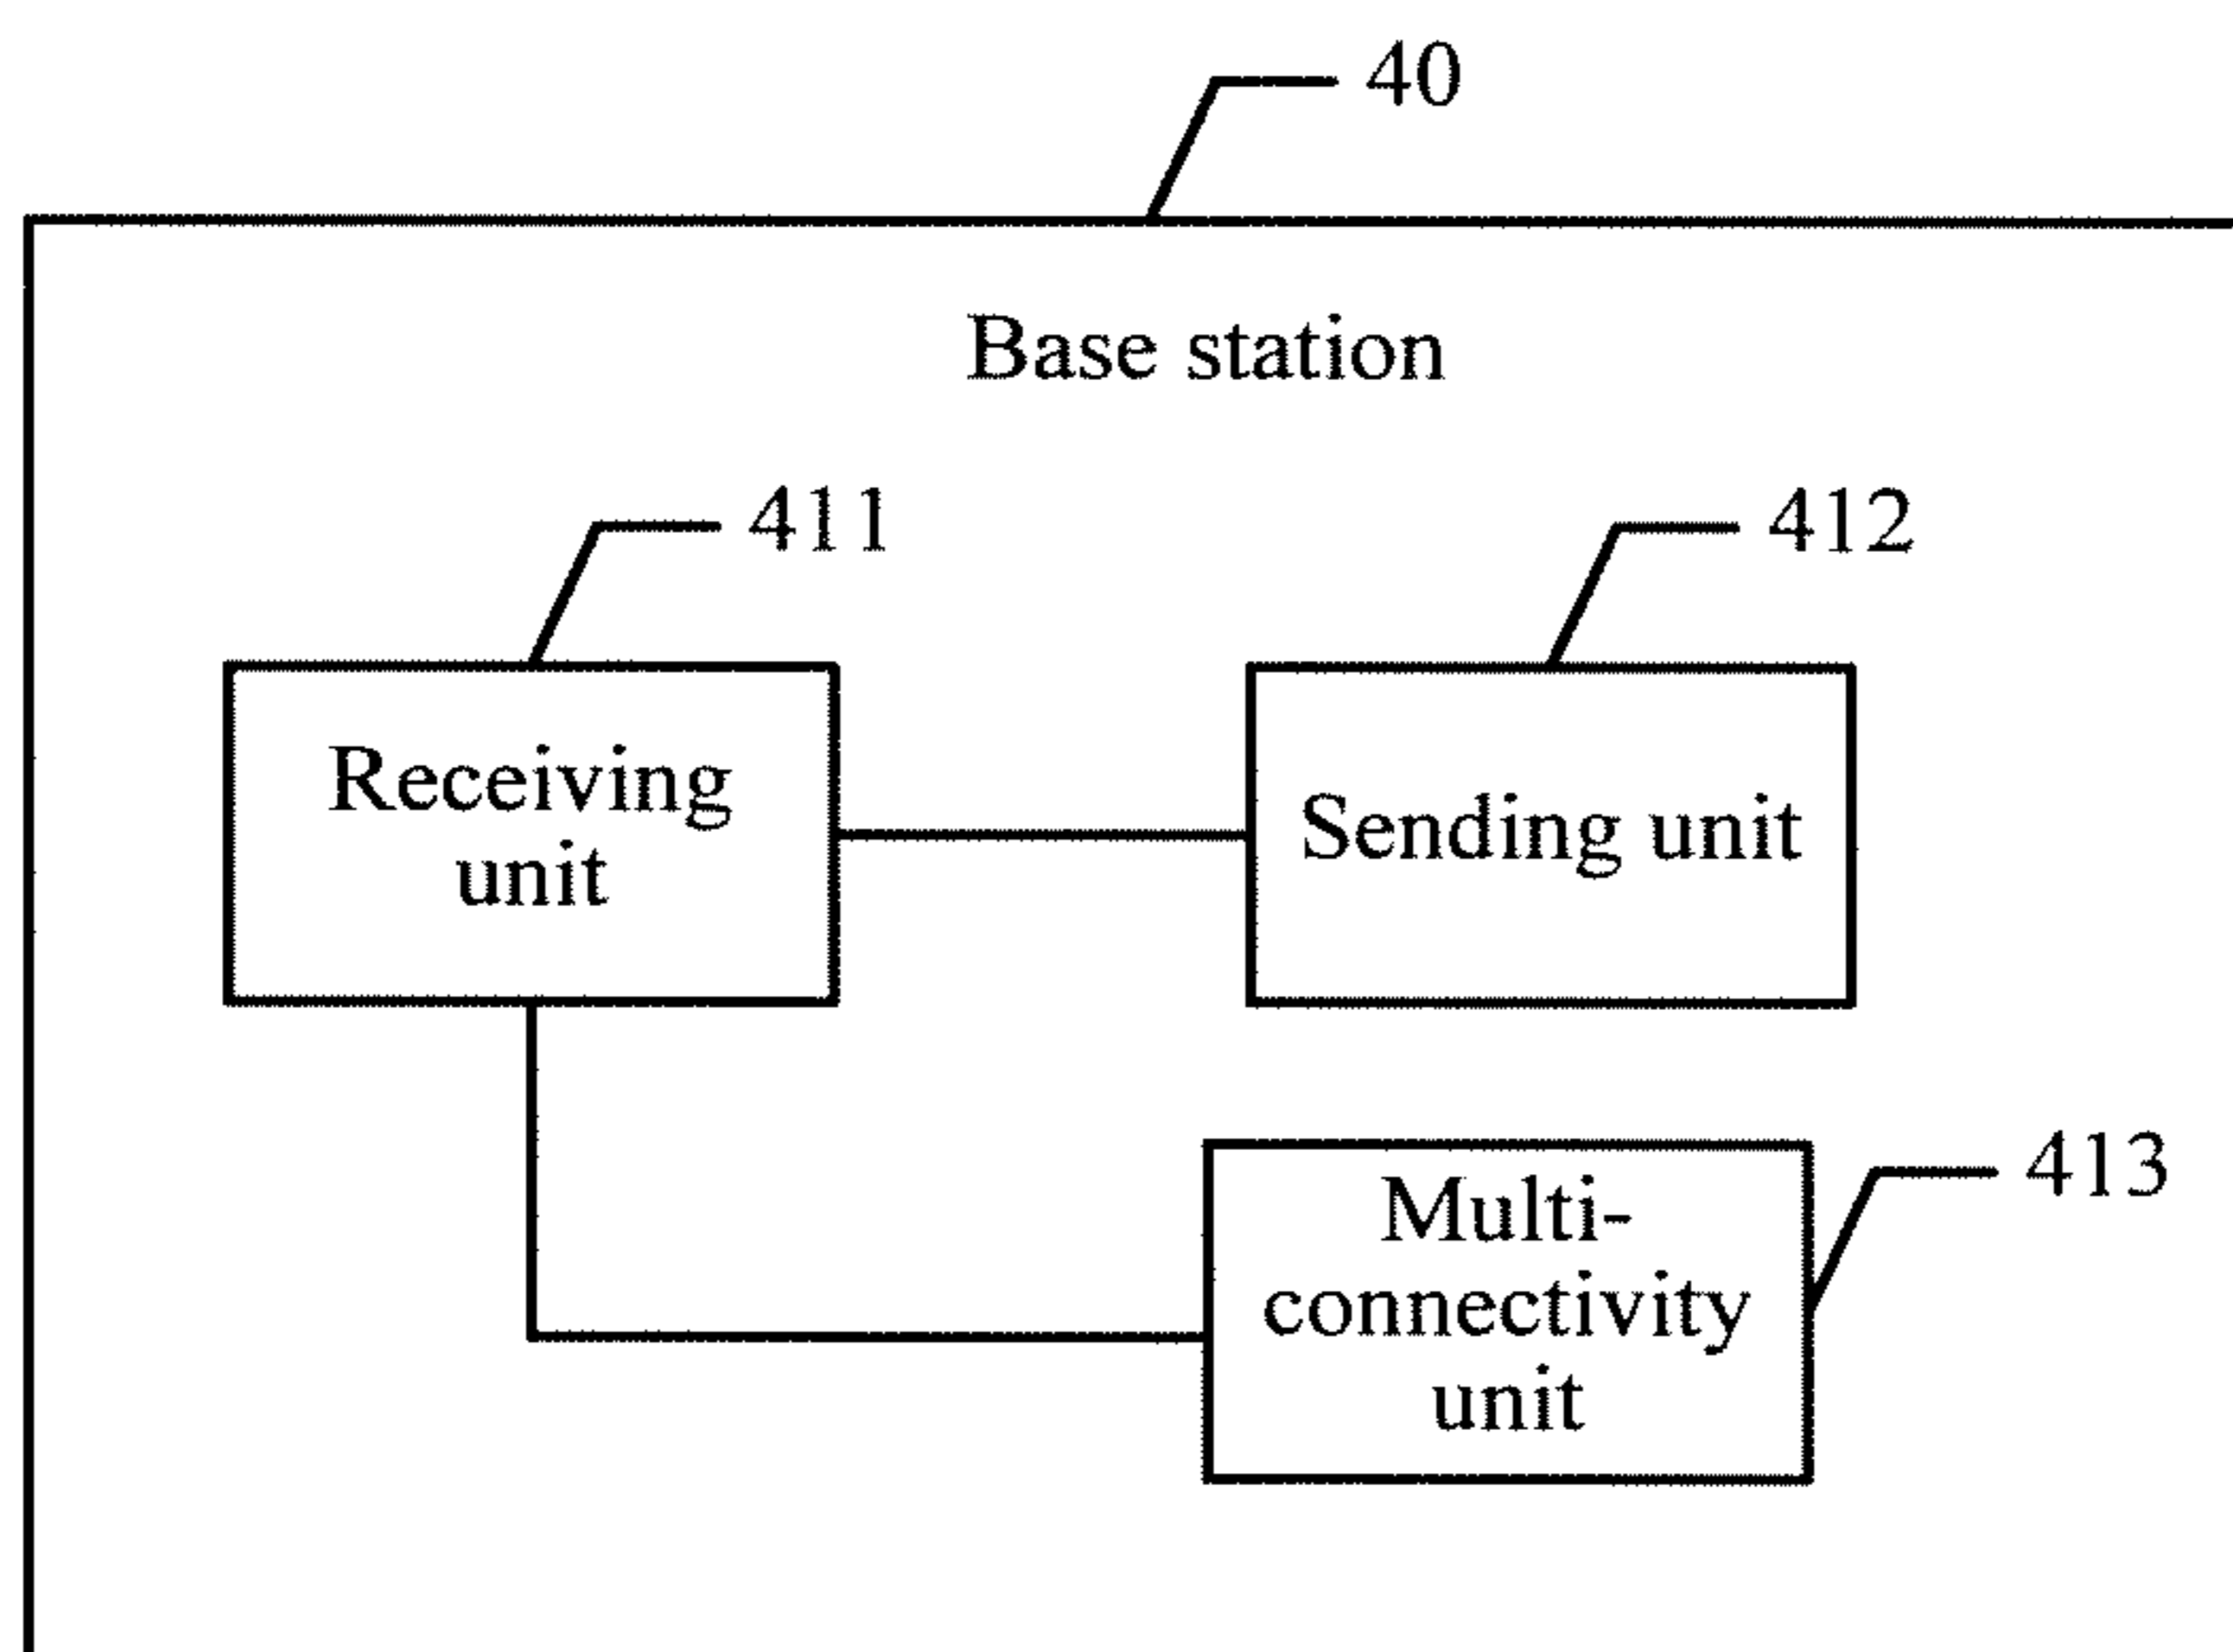 40
Base station
411
412
Receiving
unit
Sending unit
413
Multi-
connectivity
unit